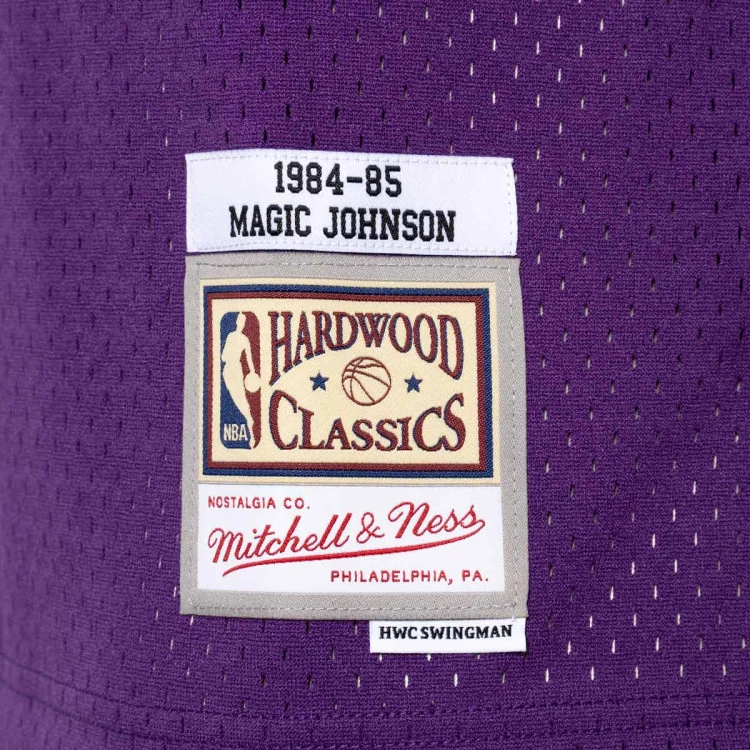 1984-85
MAGIC JOHNSON
HARDWOOD
NBA
CLASSICS
NOSTALGIA CO.
Mitchell & Ness
PHILADELPHIA, PA.
HWC SWINGMAN